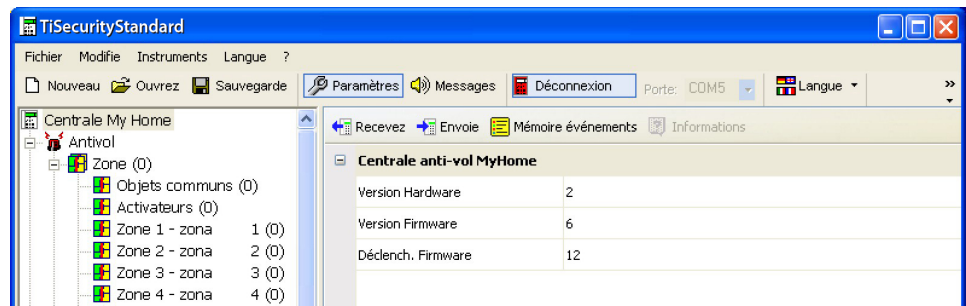 TiSecurityStandard
Fichier Modifie Instruments Langue ?
Nouveau Ouvrez Sauvegarde Paramètres Messages Déconnexion Porte: COM5 Langue »
Centrale My Home
Antivol
Zone (0)
Objets communs (0)
Activateurs (0)
Zone 1 - zona 1 (0)
Zone 2 - zona 2 (0)
Zone 3 - zona 3 (0)
Zone 4 - zona 4 (0)
Recevez Envoie Mémoire événements Informations
Centrale anti-vol MyHome
Version Hardware 2
Version Firmware 6
Déclench. Firmware 12